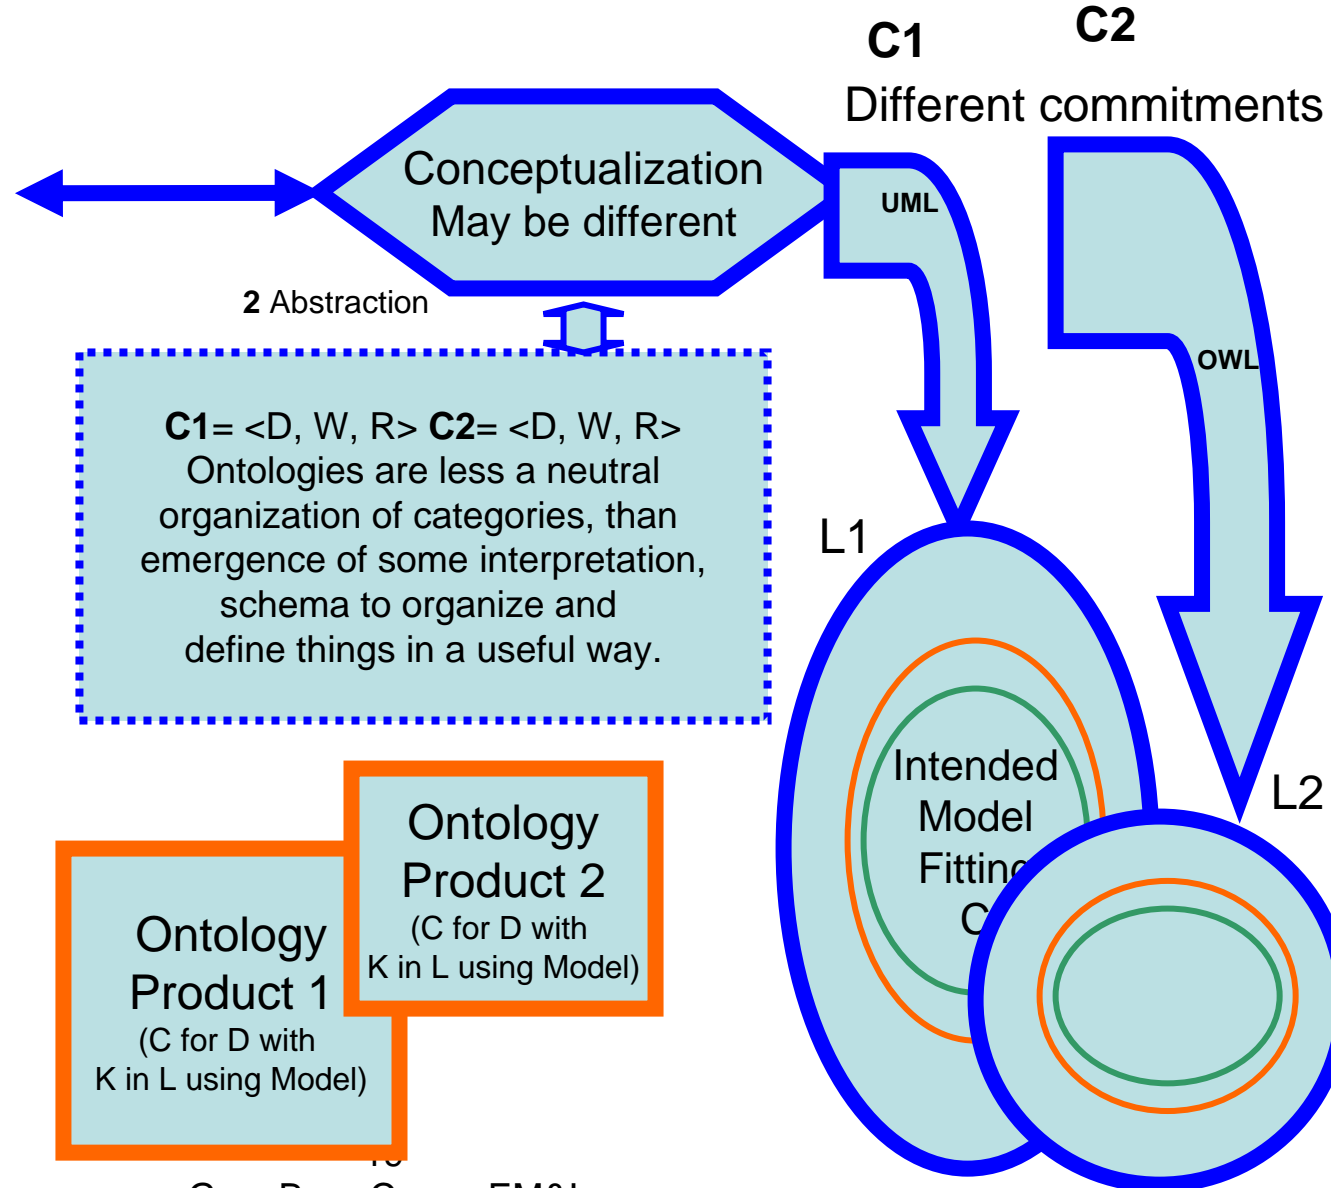 C1
C2
Different commitments
Conceptualization
May be different
UML
OWL
2 Abstraction
C1= <D, W, R> C2= <D, W, R>
Ontologies are less a neutral
organization of categories, than
emergence of some interpretation,
schema to organize and
define things in a useful way.
L1
Intended
Model
Fitting
C
L2
Ontology
Product 2
(C for D with
K in L using Model)
Ontology
Product 1
(C for D with
K in L using Model)